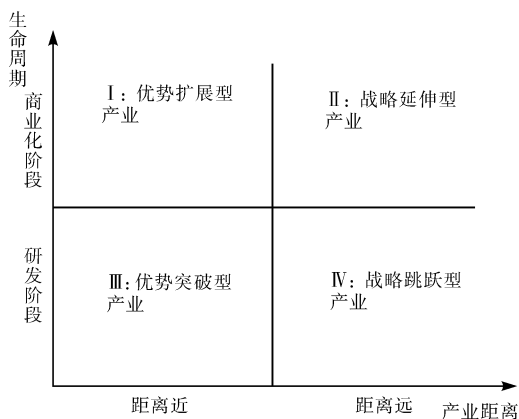 生命周期
商业化阶段
Ⅰ：优势扩展型
产业
Ⅱ：战略延伸型
产业
研发阶段
Ⅲ：优势突破型
产业
Ⅳ：战略跳跃型
产业
距离近
距离远
产业距离